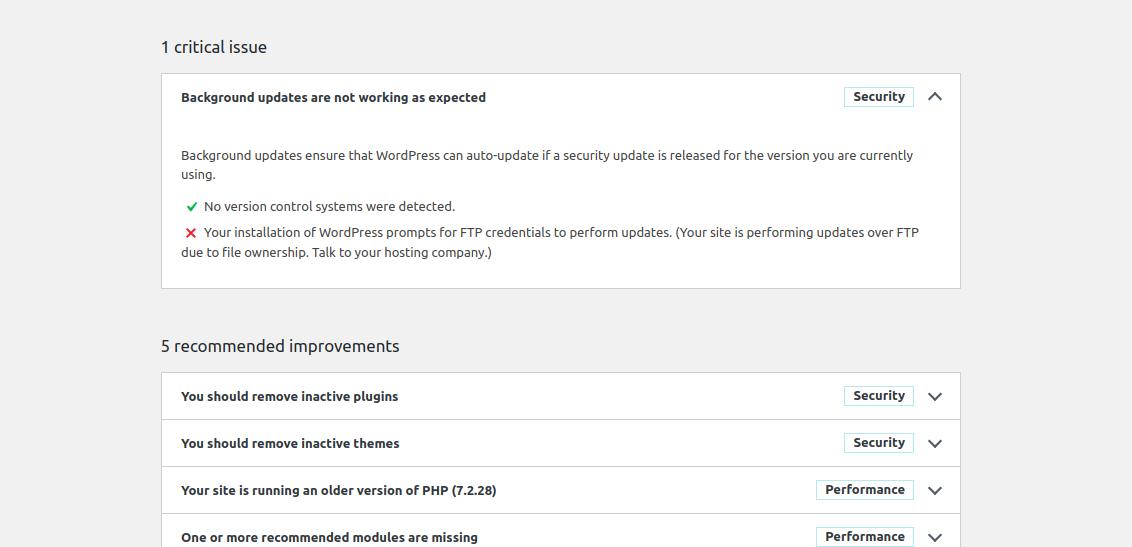 1 critical issue
Background updates are not working as expected
Security
Background updates ensure that WordPress can auto-update if a security update is released for the version you are currently
using.
No version control systems were detected.
Your installation of WordPress prompts for FTP credentials to perform updates. (Your site is performing updates over FTP
due to file ownership. Talk to your hosting company.)
5 recommended improvements
You should remove inactive plugins
Security
You should remove inactive themes
Security
Your site is running an older version of PHP (7.2.28)
Performance
One or more recommended modules are missing
Performance